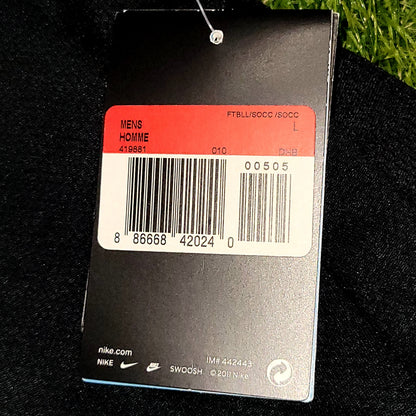 FTBLL/SOCC /SOCC
MENS L
HOMME
419881 010 DSB
00505
8 86668 42024 0
nike.com
NIKE SWOOSH © 2011 Nike
IM# 442443